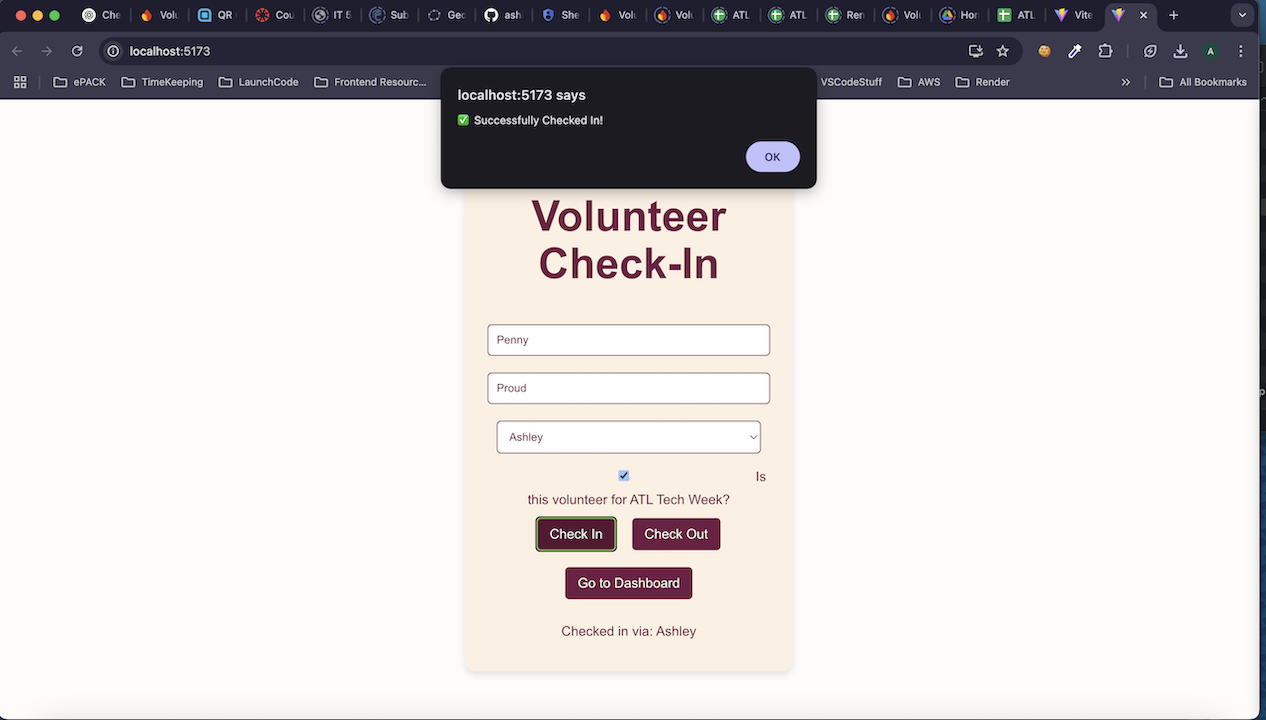 Che
Volu
QR
Cou
IT 5
Sub
Geo
ash
She
Volu
Volu
ATL
ATL
Ren
Volu
Hor
ATL
Vite
localhost:5173
A
ePACK
TimeKeeping
LaunchCode
Frontend Resourc...
VSCodeStuff
AWS
Render
All Bookmarks
localhost:5173 says
✅ Successfully Checked In!
OK
Volunteer
Check-In
Penny
Proud
Ashley
Is
this volunteer for ATL Tech Week?
Check In
Check Out
Go to Dashboard
Checked in via: Ashley